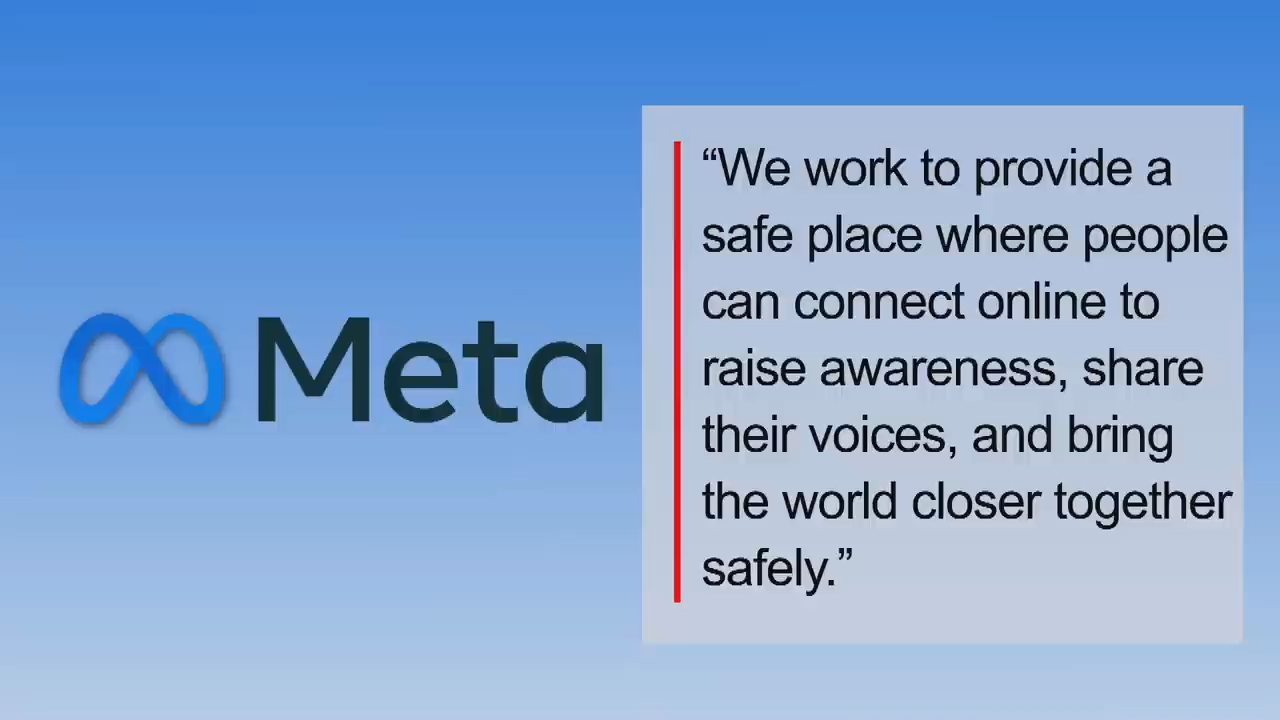 Meta
“We work to provide a
safe place where people
can connect online to
raise awareness, share
their voices, and bring
the world closer together
safely.”